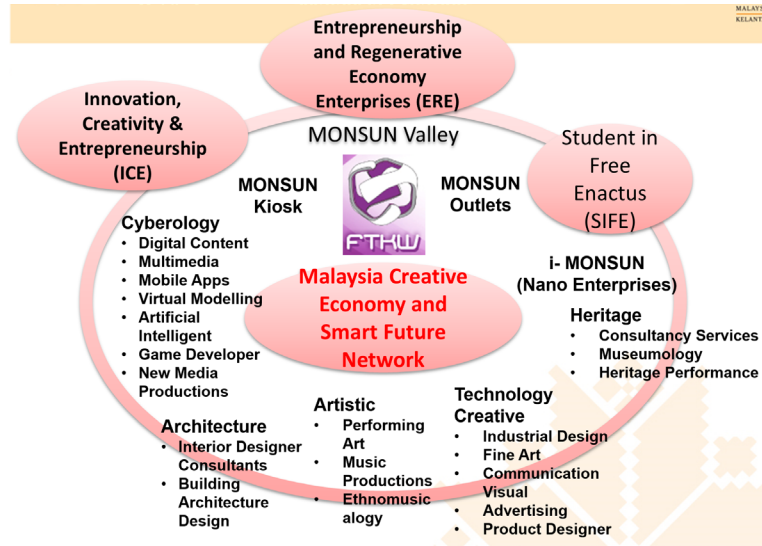 MALAYS
KELANT
Entrepreneurship
and Regenerative
Economy
Enterprises (ERE)
Innovation,
Creativity &
Entrepreneurship
(ICE)
MONSUN Valley
Student in
Free
Enactus
(SIFE)
MONSUN
Kiosk
MONSUN
Outlets
FTKW
Cyberology
• Digital Content
• Multimedia
• Mobile Apps
• Virtual Modelling
• Artificial
Intelligent
• Game Developer
• New Media
Productions
Malaysia Creative
Economy and
Smart Future
Network
i- MONSUN
(Nano Enterprises)
Heritage
• Consultancy Services
• Museumology
• Heritage Performance
Architecture
• Interior Designer
Consultants
• Building
Architecture
Design
Artistic
• Performing
Art
• Music
Productions
• Ethnomusic
alogy
Technology
Creative
• Industrial Design
• Fine Art
• Communication
Visual
• Advertising
• Product Designer